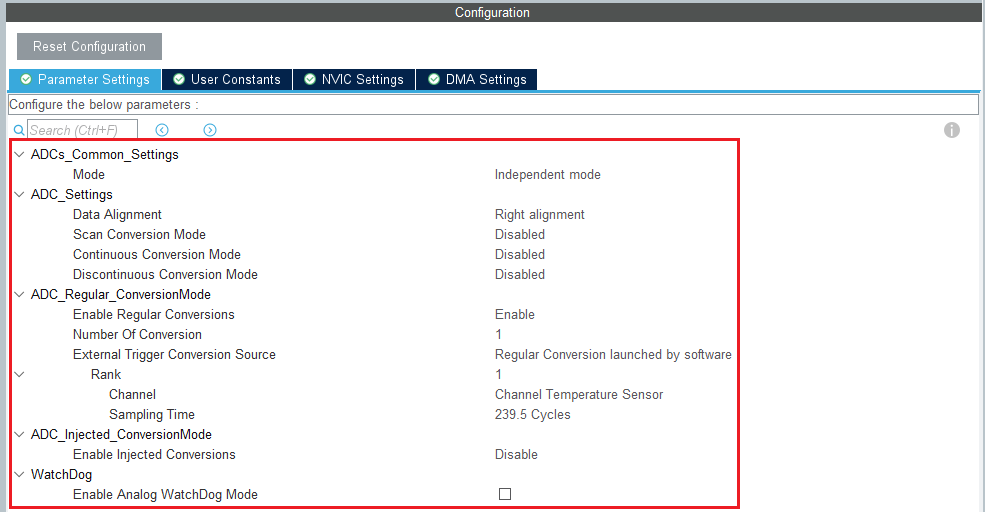 Configuration
Reset Configuration
Parameter Settings User Constants NVIC Settings DMA Settings
Configure the below parameters :
Search (Ctrl+F)
ADCs_Common_Settings
Mode Independent mode
ADC_Settings
Data Alignment Right alignment
Scan Conversion Mode Disabled
Continuous Conversion Mode Disabled
Discontinuous Conversion Mode Disabled
ADC_Regular_ConversionMode
Enable Regular Conversions Enable
Number Of Conversion 1
External Trigger Conversion Source Regular Conversion launched by software
Rank 1
Channel Channel Temperature Sensor
Sampling Time 239.5 Cycles
ADC_Injected_ConversionMode
Enable Injected Conversions Disable
WatchDog
Enable Analog WatchDog Mode